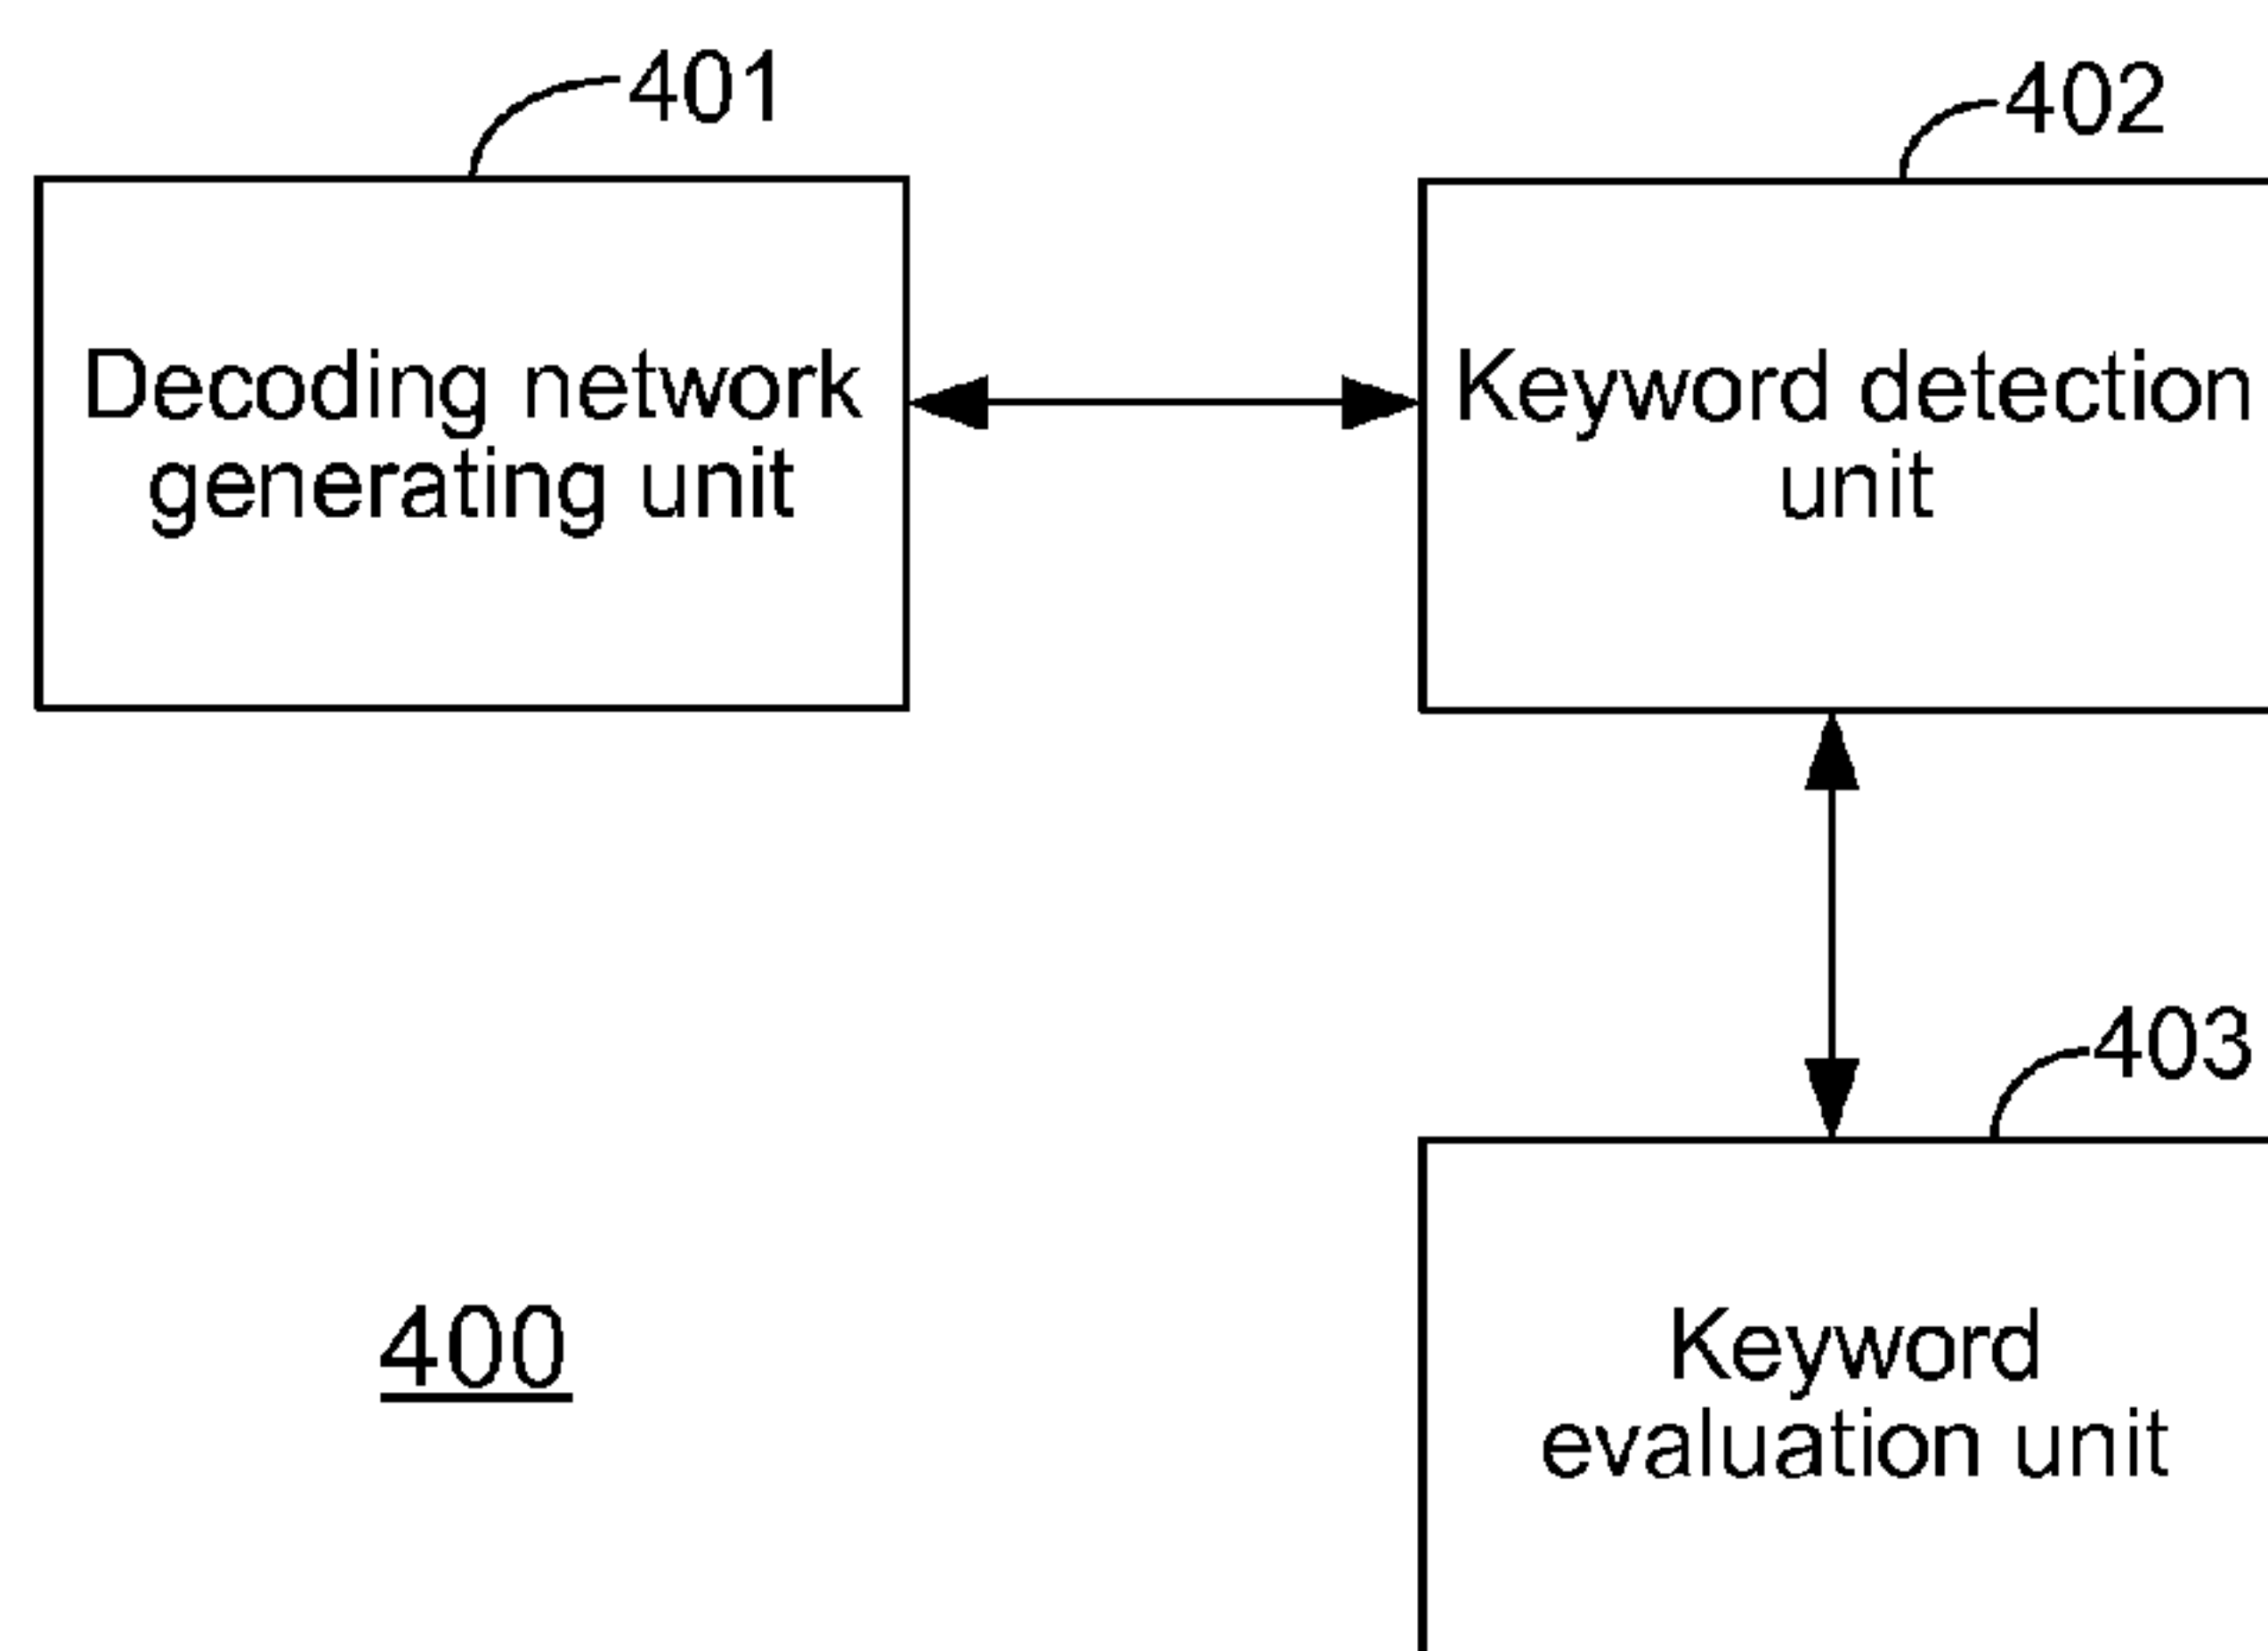 401
402
Decoding network
generating unit
Keyword detection
unit
403
400
Keyword
evaluation unit